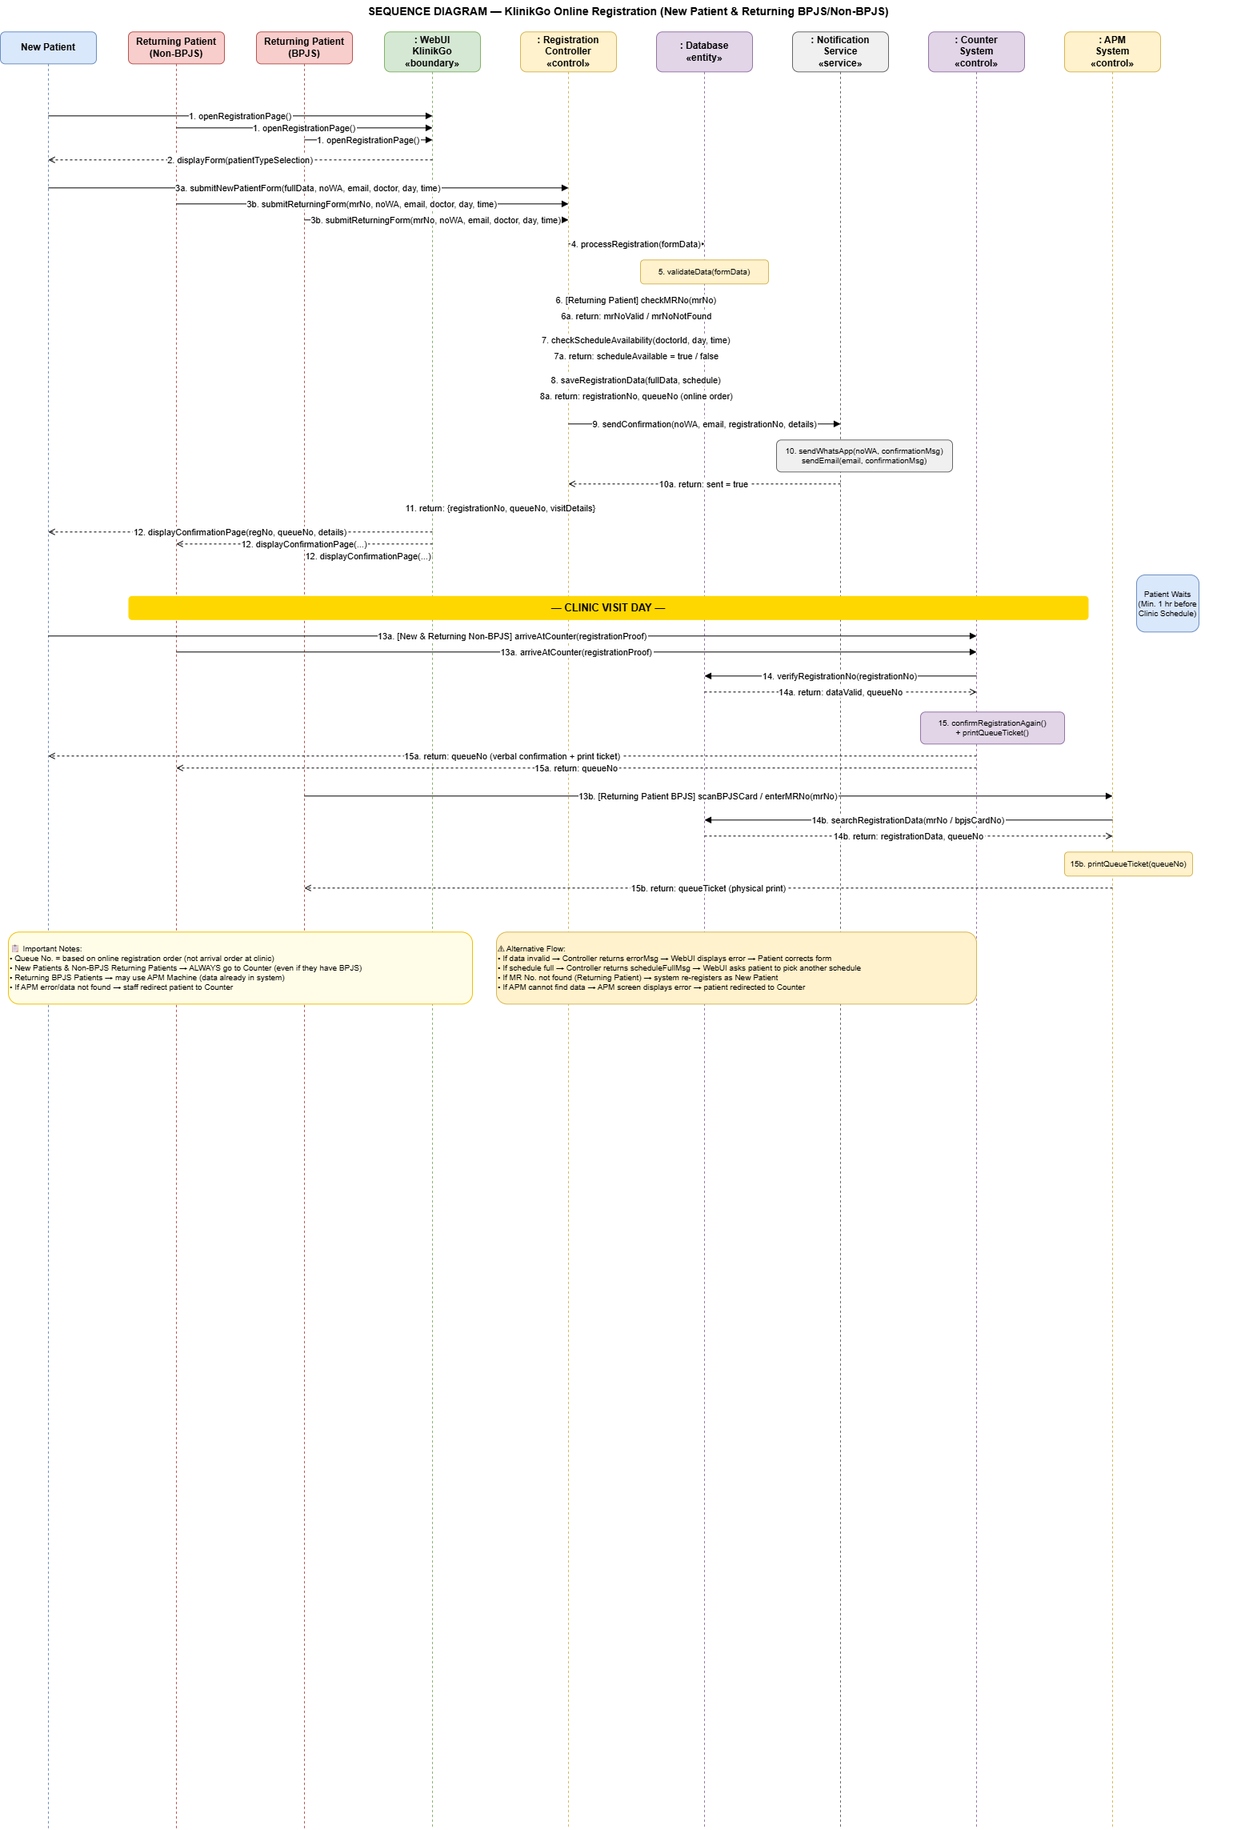 SEQUENCE DIAGRAM — KlinikGo Online Registration (New Patient & Returning BPJS/Non-BPJS)
New Patient
Returning Patient
(Non-BPJS)
Returning Patient
(BPJS)
: WebUI
KlinikGo
«boundary»
: Registration
Controller
«control»
: Database
«entity»
: Notification
Service
«service»
: Counter
System
«control»
: APM
System
«control»
1. openRegistrationPage()
1. openRegistrationPage()
1. openRegistrationPage()
2. displayForm(patientTypeSelection)
3a. submitNewPatientForm(fullData, noWA, email, doctor, day, time)
3b. submitReturningForm(mrNo, noWA, email, doctor, day, time)
3b. submitReturningForm(mrNo, noWA, email, doctor, day, time)
4. processRegistration(formData)
5. validateData(formData)
6. [Returning Patient] checkMRNo(mrNo)
6a. return: mrNoValid / mrNoNotFound
7. checkScheduleAvailability(doctorId, day, time)
7a. return: scheduleAvailable = true / false
8. saveRegistrationData(fullData, schedule)
8a. return: registrationNo, queueNo (online order)
9. sendConfirmation(noWA, email, registrationNo, details)
10. sendWhatsApp(noWA, confirmationMsg)
sendEmail(email, confirmationMsg)
10a. return: sent = true
11. return: {registrationNo, queueNo, visitDetails}
12. displayConfirmationPage(regNo, queueNo, details)
12. displayConfirmationPage(...)
12. displayConfirmationPage(...)
Patient Waits
(Min. 1 hr before
Clinic Schedule)
— CLINIC VISIT DAY —
13a. [New & Returning Non-BPJS] arriveAtCounter(registrationProof)
13a. arriveAtCounter(registrationProof)
14. verifyRegistrationNo(registrationNo)
14a. return: dataValid, queueNo
15. confirmRegistrationAgain()
+ printQueueTicket()
15a. return: queueNo (verbal confirmation + print ticket)
15a. return: queueNo
13b. [Returning Patient BPJS] scanBPJSCard / enterMRNo(mrNo)
14b. searchRegistrationData(mrNo / bpjsCardNo)
14b. return: registrationData, queueNo
15b. printQueueTicket(queueNo)
15b. return: queueTicket (physical print)
📋 Important Notes:
• Queue No. = based on online registration order (not arrival order at clinic)
• New Patients & Non-BPJS Returning Patients → ALWAYS go to Counter (even if they have BPJS)
• Returning BPJS Patients → may use APM Machine (data already in system)
• If APM error/data not found → staff redirect patient to Counter
⚠ Alternative Flow:
• If data invalid → Controller returns errorMsg → WebUI displays error → Patient corrects form
• If schedule full → Controller returns scheduleFullMsg → WebUI asks patient to pick another schedule
• If MR No. not found (Returning Patient) → system re-registers as New Patient
• If APM cannot find data → APM screen displays error → patient redirected to Counter